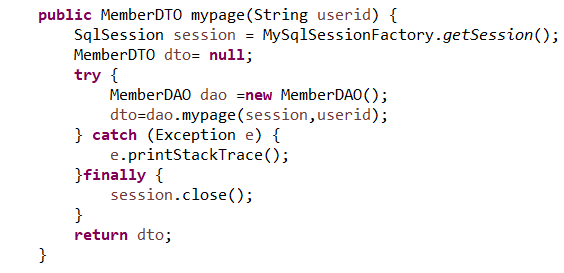 public MemberDTO mypage(String userid) {
    SqlSession session = MySqlSessionFactory.getSession();
    MemberDTO dto= null;
    try {
        MemberDAO dao =new MemberDAO();
        dto=dao.mypage(session,userid);
    } catch (Exception e) {
        e.printStackTrace();
    }finally {
        session.close();
    }
    return dto;
}